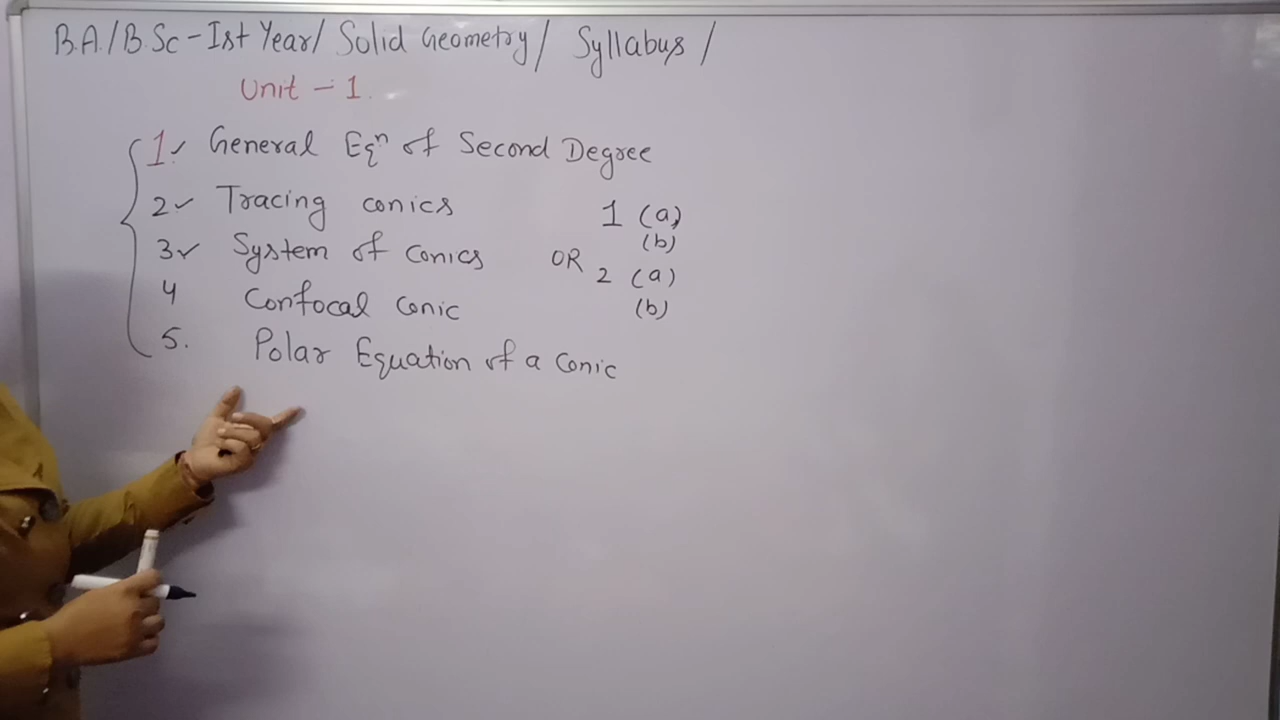 B.A./B.Sc - Ist Year/ Solid Geometry/ Syllabus /
Unit - 1.
1. General Eqⁿ of Second Degree
2 Tracing conics 1 (a)
(b)
3 System of Conics OR 2 (a)
4 Confocal Conic (b)
5. Polar Equation of a Conic